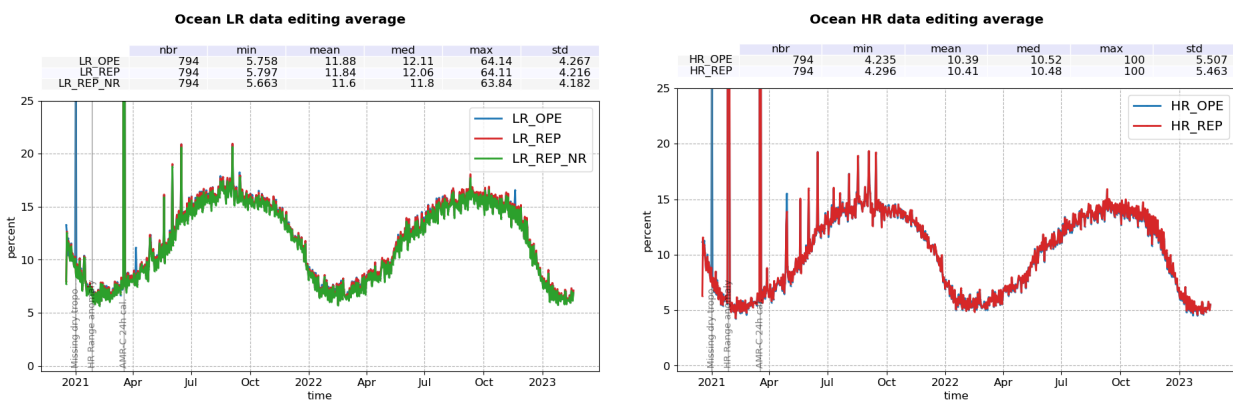 Ocean LR data editing average
nbr min mean med max std
LR_OPE 794 5.758 11.88 12.11 64.14 4.267
LR_REP 794 5.797 11.84 12.06 64.11 4.216
LR_REP_NR 794 5.663 11.6 11.8 63.84 4.182
25
20
15
10
5
0
percent
LR_OPE
LR_REP
LR_REP_NR
Missing dry tropo
HR Range anomaly
AMR-C 24h cal
2021 Apr Jul Oct 2022 Apr Jul Oct 2023
time
Ocean HR data editing average
nbr min mean med max std
HR_OPE 794 4.235 10.39 10.52 100 5.507
HR_REP 794 4.296 10.41 10.48 100 5.463
25
20
15
10
5
0
percent
HR_OPE
HR_REP
Missing dry tropo
HR Range anomaly
AMR-C 24h cal
2021 Apr Jul Oct 2022 Apr Jul Oct 2023
time